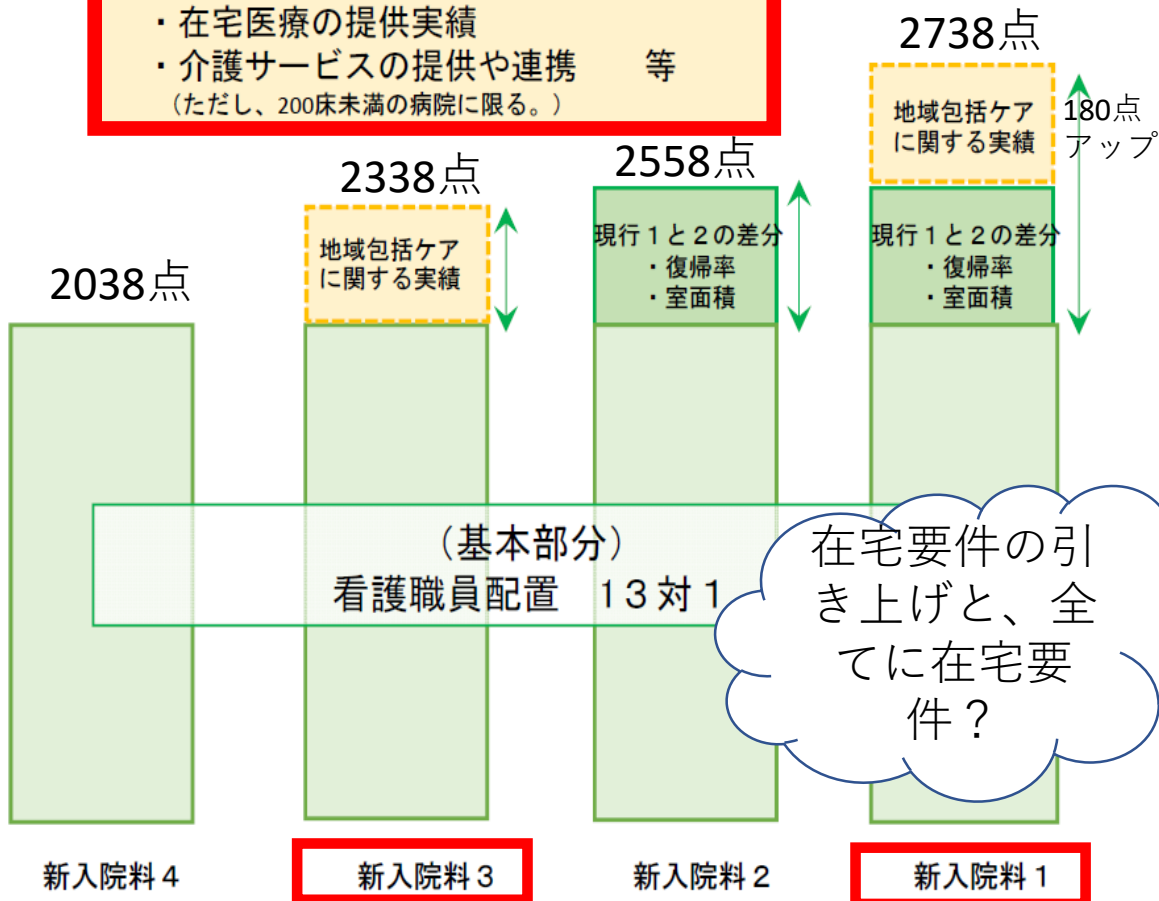 ・在宅医療の提供実績
・介護サービスの提供や連携　　等
（ただし、200床未満の病院に限る。）
2738点
地域包括ケア
に関する実績
180点
アップ
2558点
2338点
現行１と２の差分
・復帰率
・室面積
現行１と２の差分
・復帰率
・室面積
地域包括ケア
に関する実績
2038点
（基本部分）
看護職員配置　１３対１
在宅要件の引
き上げと、全
てに在宅要
件？
新入院料４
新入院料３
新入院料２
新入院料１